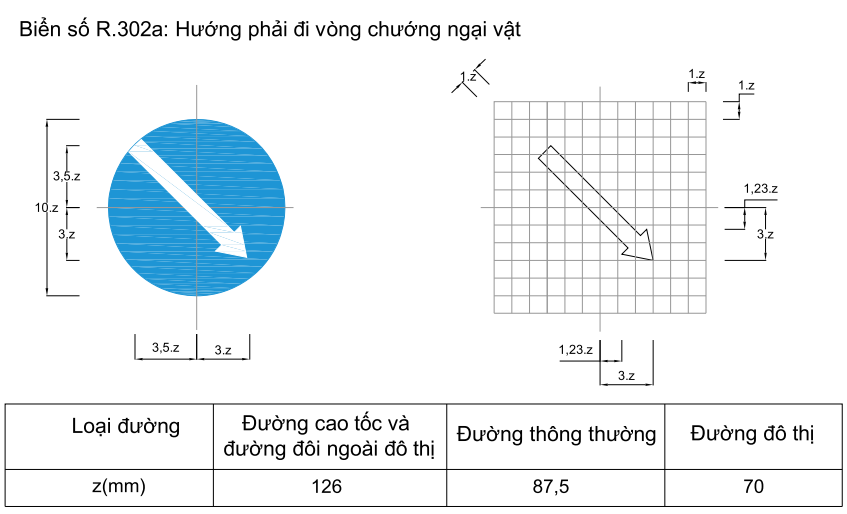 Biển số R.302a: Hướng phải đi vòng chướng ngại vật
1.z
1.z
1.z
3,5.z
10.z
3.z
1,23.z
3.z
3,5.z
3.z
1,23.z
3.z
Loại đường
Đường cao tốc và
đường đôi ngoài đô thị
Đường thông thường
Đường đô thị
z(mm)
126
87,5
70